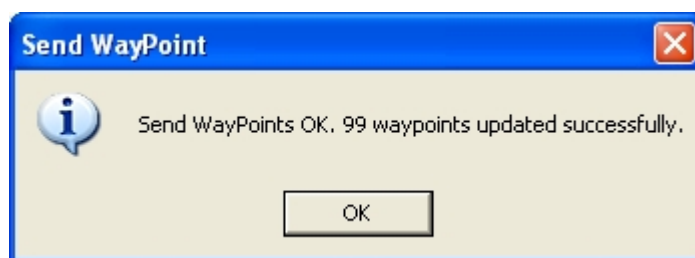 Send WayPoint
Send WayPoints OK. 99 waypoints updated successfully.
OK